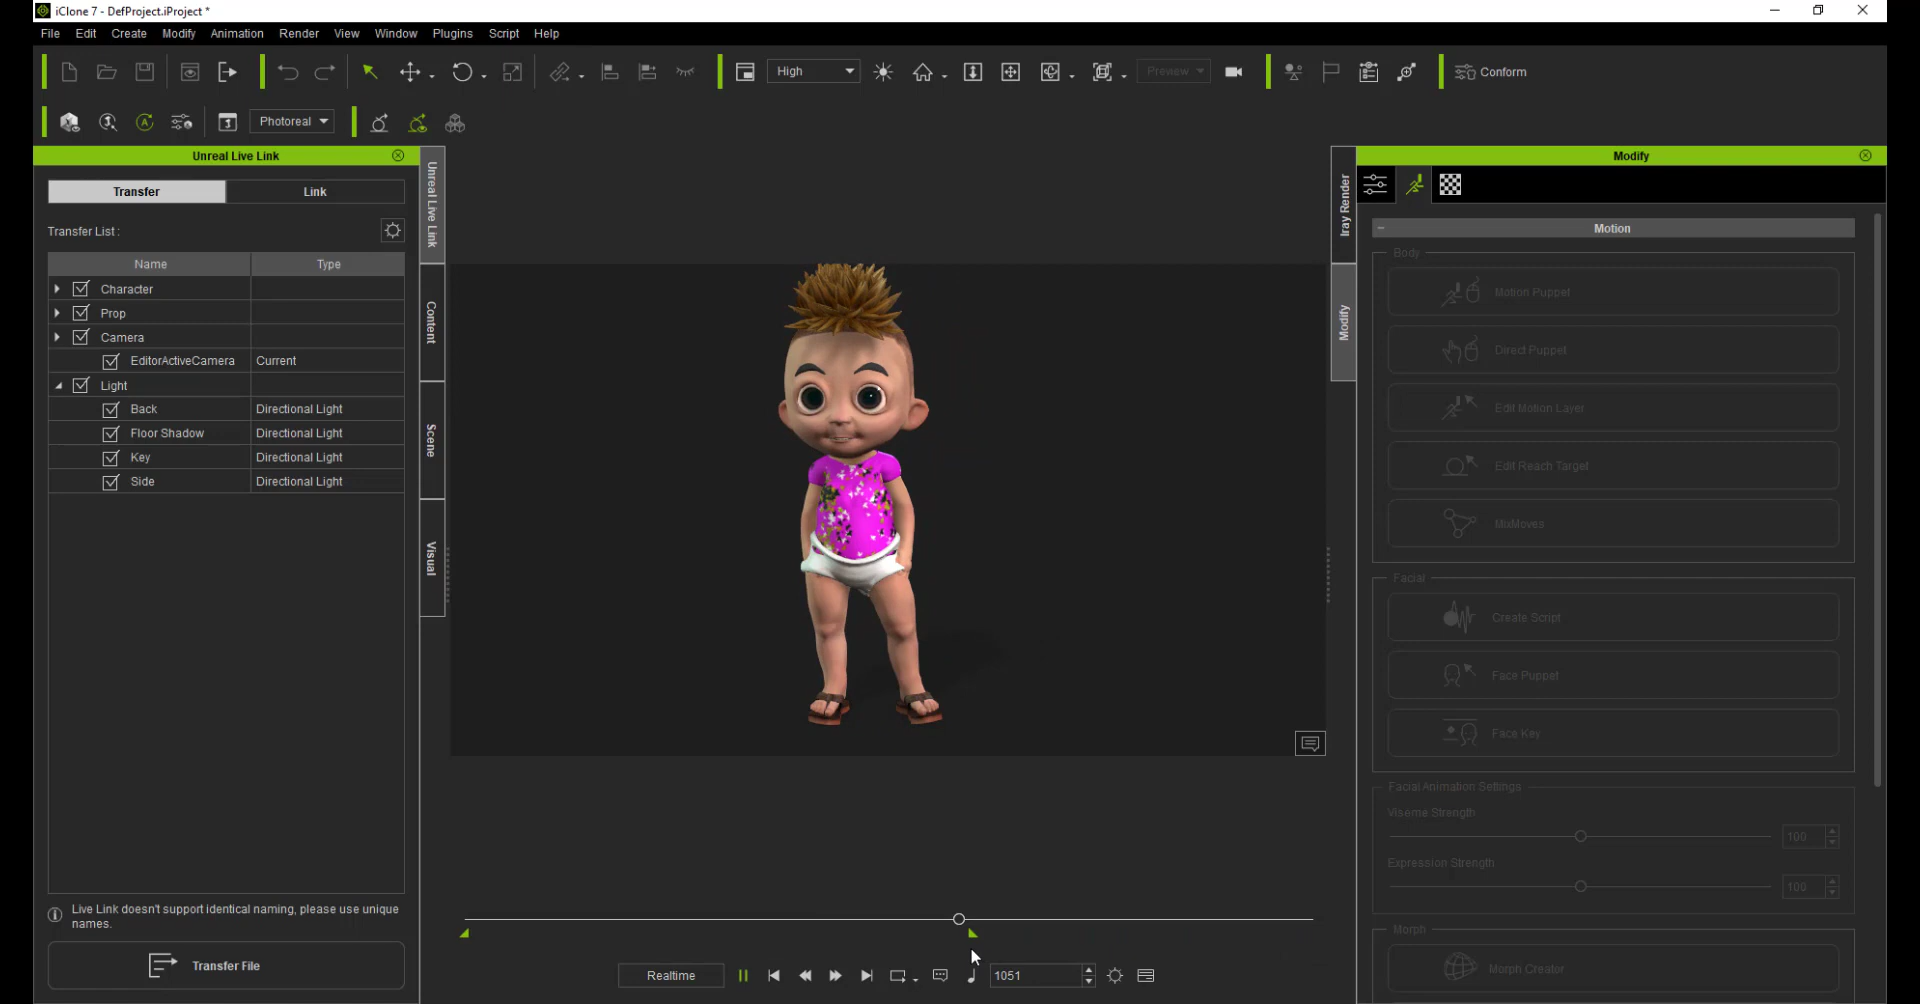 iClone 7 - DefProject.iProject *
File Edit Create Modify Animation Render View Window Plugins Script Help
High
Preview
Conform
Photoreal
Unreal Live Link
Transfer Link
Transfer List :
Name Type
Character
Prop
Camera
EditorActiveCamera Current
Light
Back Directional Light
Floor Shadow Directional Light
Key Directional Light
Side Directional Light
Live Link doesn't support identical naming, please use unique
names.
Transfer File
Unreal Live Link
Content
Scene
Visual
Realtime
1051
Iray Render
Modify
Modify
Motion
Body
Motion Puppet
Direct Puppet
Edit Motion Layer
Edit Reach Target
MixMoves
Facial
Create Script
Face Puppet
Face Key
Facial Animation Settings
Viseme Strength
100
Expression Strength
100
Morph
Morph Creator